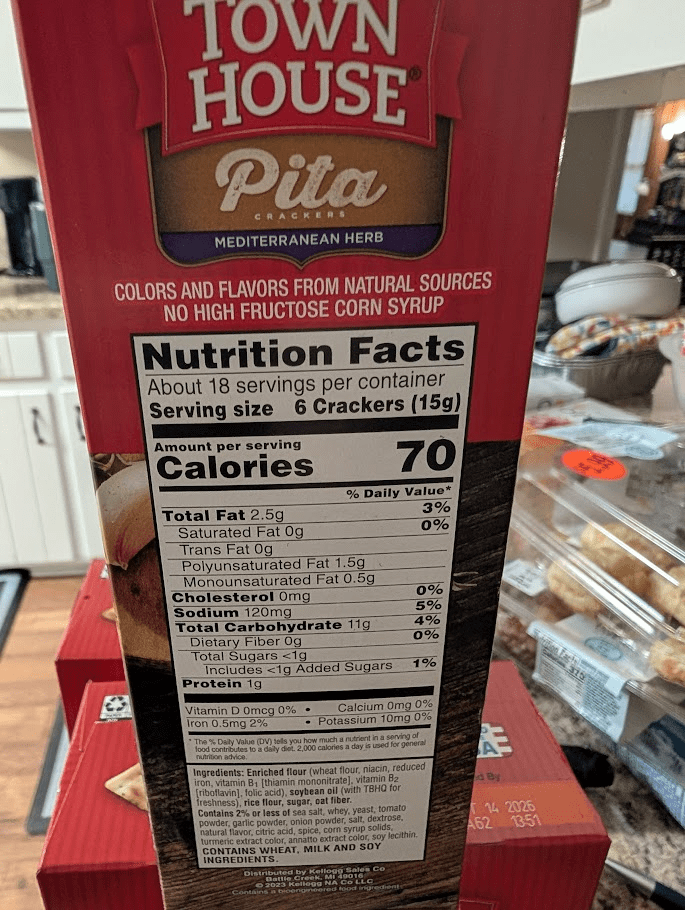 TOWN
HOUSE®
Pita
CRACKERS
MEDITERRANEAN HERB
COLORS AND FLAVORS FROM NATURAL SOURCES
NO HIGH FRUCTOSE CORN SYRUP
Nutrition Facts
About 18 servings per container
Serving size 6 Crackers (15g)
Amount per serving
Calories 70
% Daily Value*
Total Fat 2.5g 3%
Saturated Fat 0g 0%
Trans Fat 0g
Polyunsaturated Fat 1.5g
Monounsaturated Fat 0.5g
Cholesterol 0mg 0%
Sodium 120mg 5%
Total Carbohydrate 11g 4%
Dietary Fiber 0g 0%
Total Sugars <1g
Includes <1g Added Sugars 1%
Protein 1g
Vitamin D 0mcg 0% • Calcium 0mg 0%
Iron 0.5mg 2% • Potassium 10mg 0%
* The % Daily Value (DV) tells you how much a nutrient in a serving of
food contributes to a daily diet. 2,000 calories a day is used for general
nutrition advice.
Ingredients: Enriched flour (wheat flour, niacin, reduced
iron, vitamin B1 [thiamin mononitrate], vitamin B2
[riboflavin], folic acid), soybean oil (with TBHQ for
freshness), rice flour, sugar, oat fiber.
Contains 2% or less of sea salt, whey, yeast, tomato
powder, garlic powder, onion powder, salt, dextrose,
natural flavor, citric acid, spice, corn syrup solids,
turmeric extract color, annatto extract color, soy lecithin.
CONTAINS WHEAT, MILK AND SOY
INGREDIENTS.
Distributed by Kellogg Sales Co
Battle Creek, MI 49016
© 2023 Kellogg NA Co LLC
Contains a bioengineered food ingredient
d By
14 2026
A62 1351